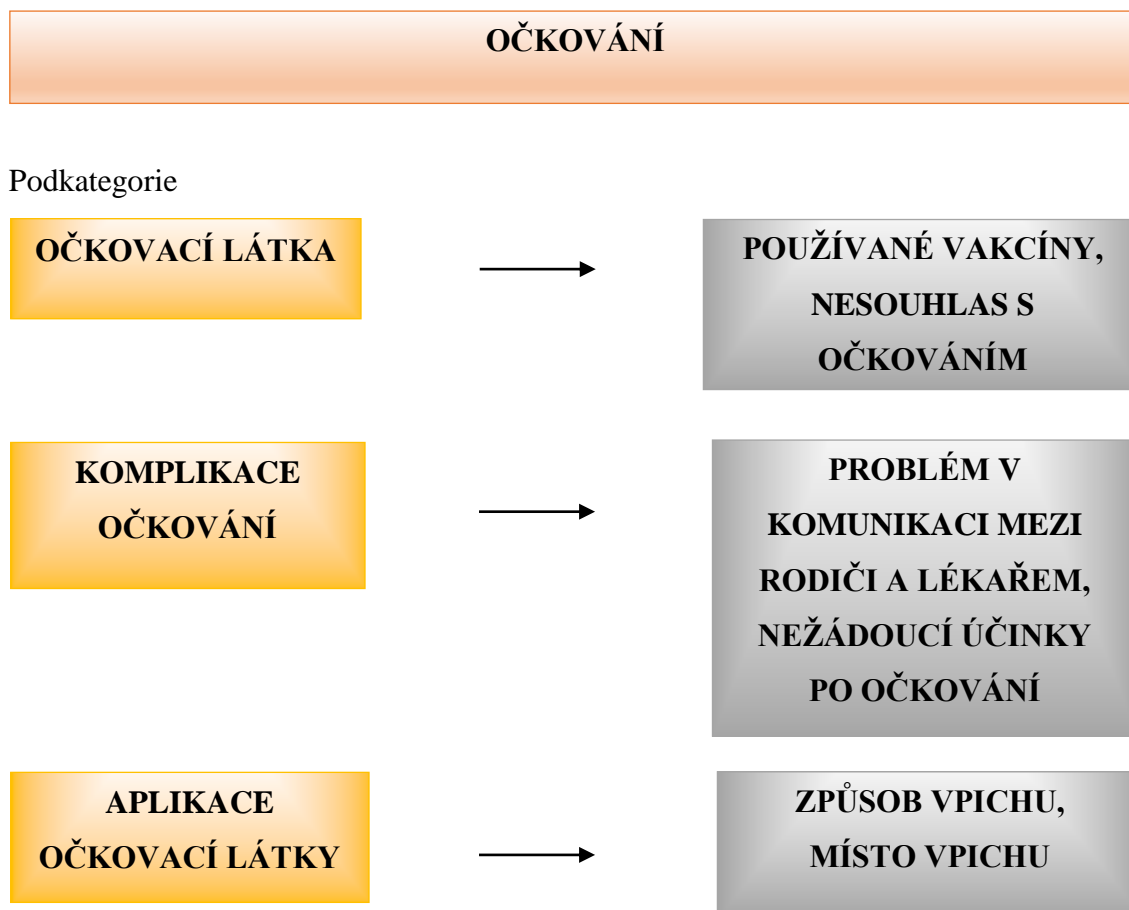 OČKOVÁNÍ
Podkategorie
OČKOVACÍ LÁTKA
POUŽÍVANÉ VAKCÍNY,
NESOUHLAS S
OČKOVÁNÍM
KOMPLIKACE
OČKOVÁNÍ
PROBLÉM V
KOMUNIKACI MEZI
RODIČI A LÉKAŘEM,
NEŽÁDOUCÍ ÚČINKY
PO OČKOVÁNÍ
APLIKACE
OČKOVACÍ LÁTKY
ZPŮSOB VPICHU,
MÍSTO VPICHU